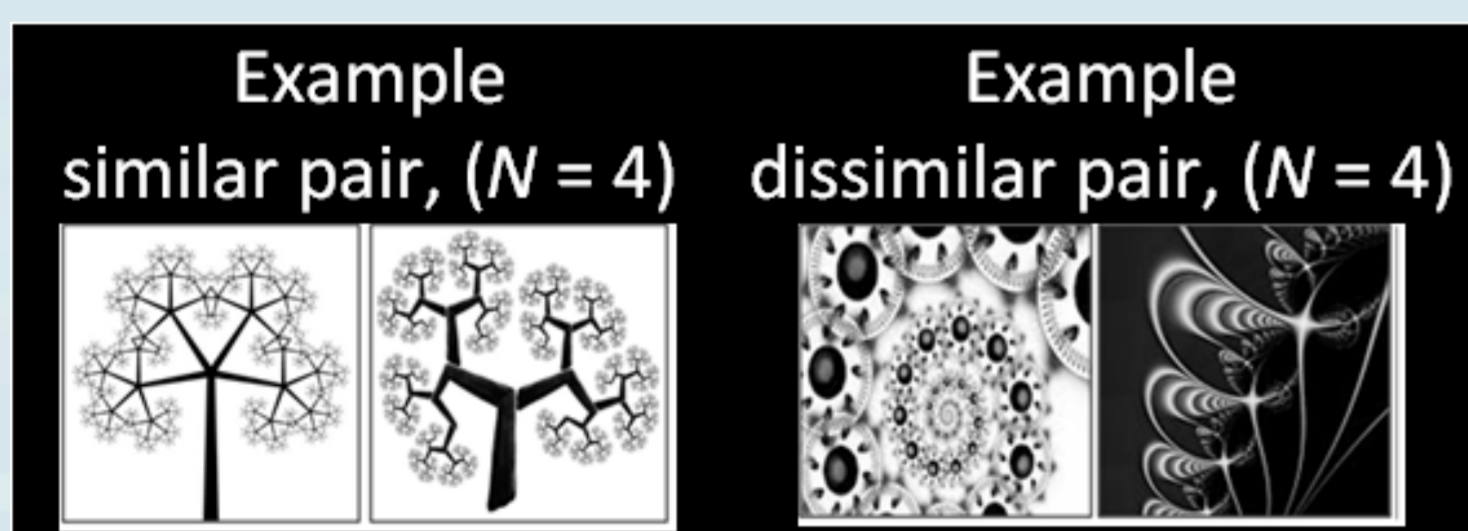 Example
similar pair, (N = 4)
Example
dissimilar pair, (N = 4)